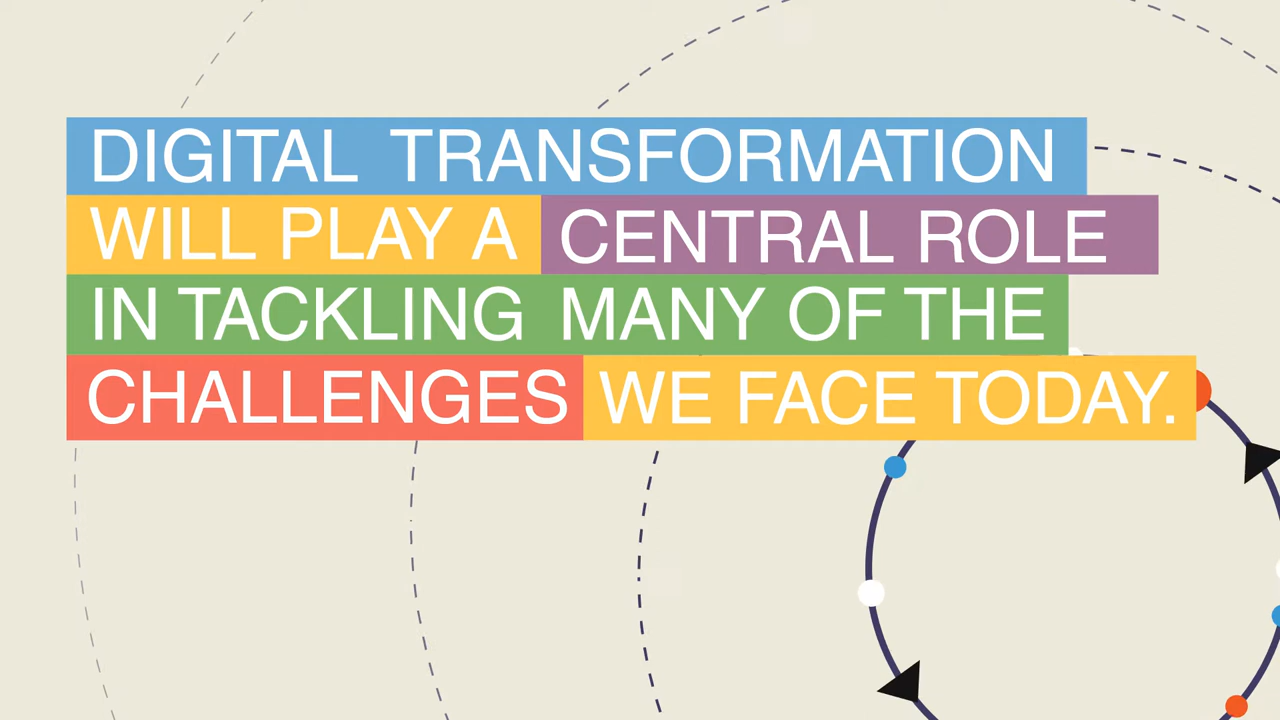 DIGITAL TRANSFORMATION
WILL PLAY A CENTRAL ROLE
IN TACKLING MANY OF THE
CHALLENGES WE FACE TODAY.